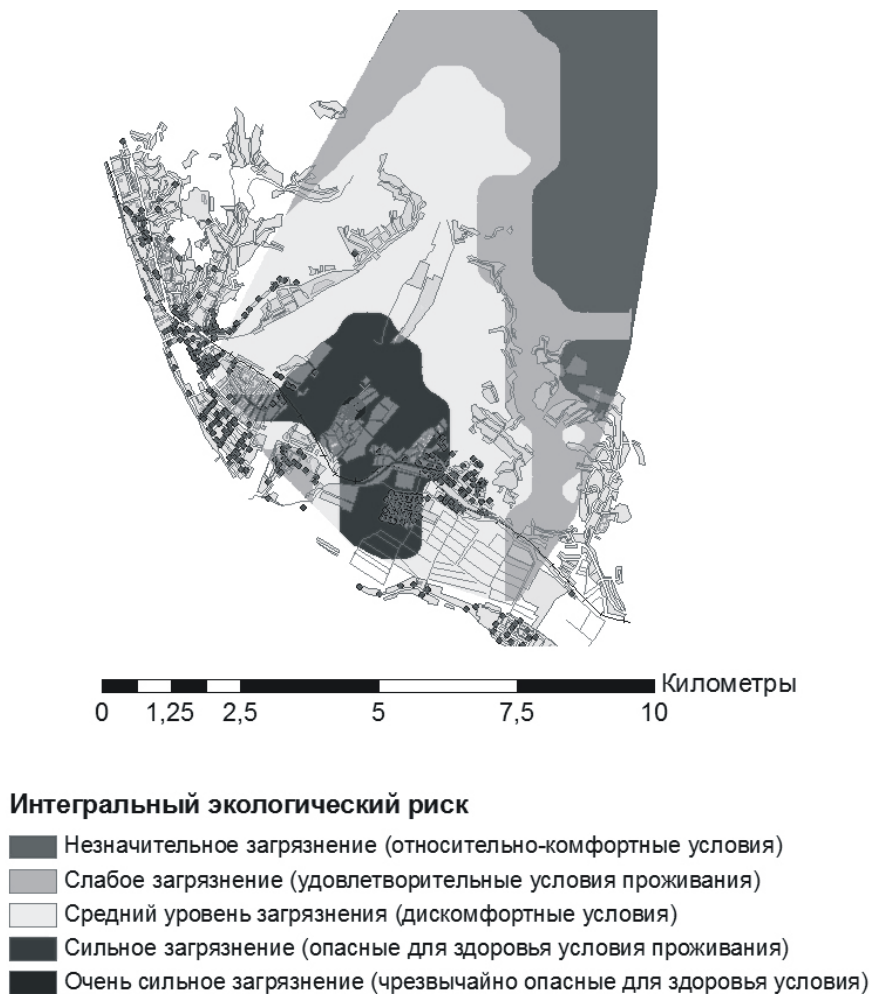 Километры
0 1,25 2,5 5 7,5 10
Интегральный экологический риск
Незначительное загрязнение (относительно-комфортные условия)
Слабое загрязнение (удовлетворительные условия проживания)
Средний уровень загрязнения (дискомфортные условия)
Сильное загрязнение (опасные для здоровья условия проживания)
Очень сильное загрязнение (чрезвычайно опасные для здоровья условия)